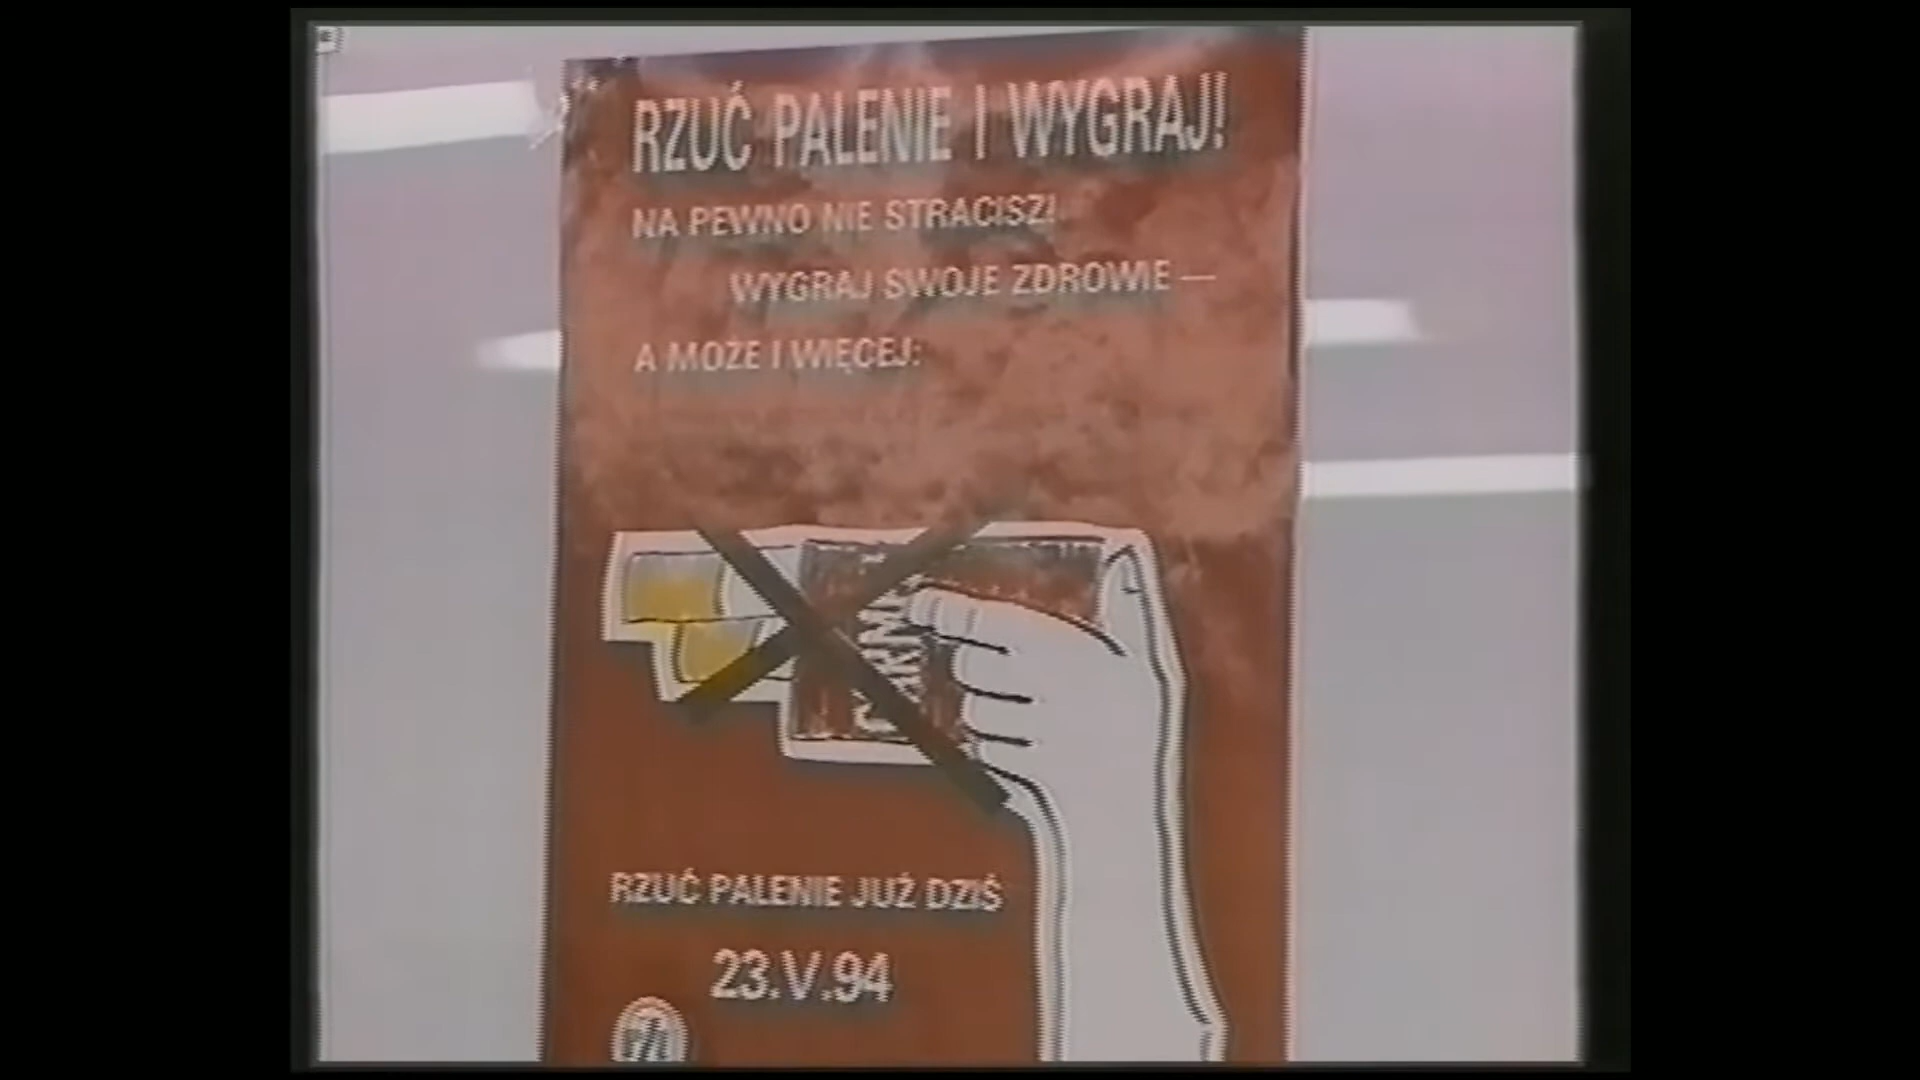 RZUĆ PALENIE I WYGRAJ!
NA PEWNO NIE STRACISZ!
WYGRAJ SWOJE ZDROWIE —
A MOŻE I WIĘCEJ:
RZUĆ PALENIE JUŻ DZIŚ
23.V.94